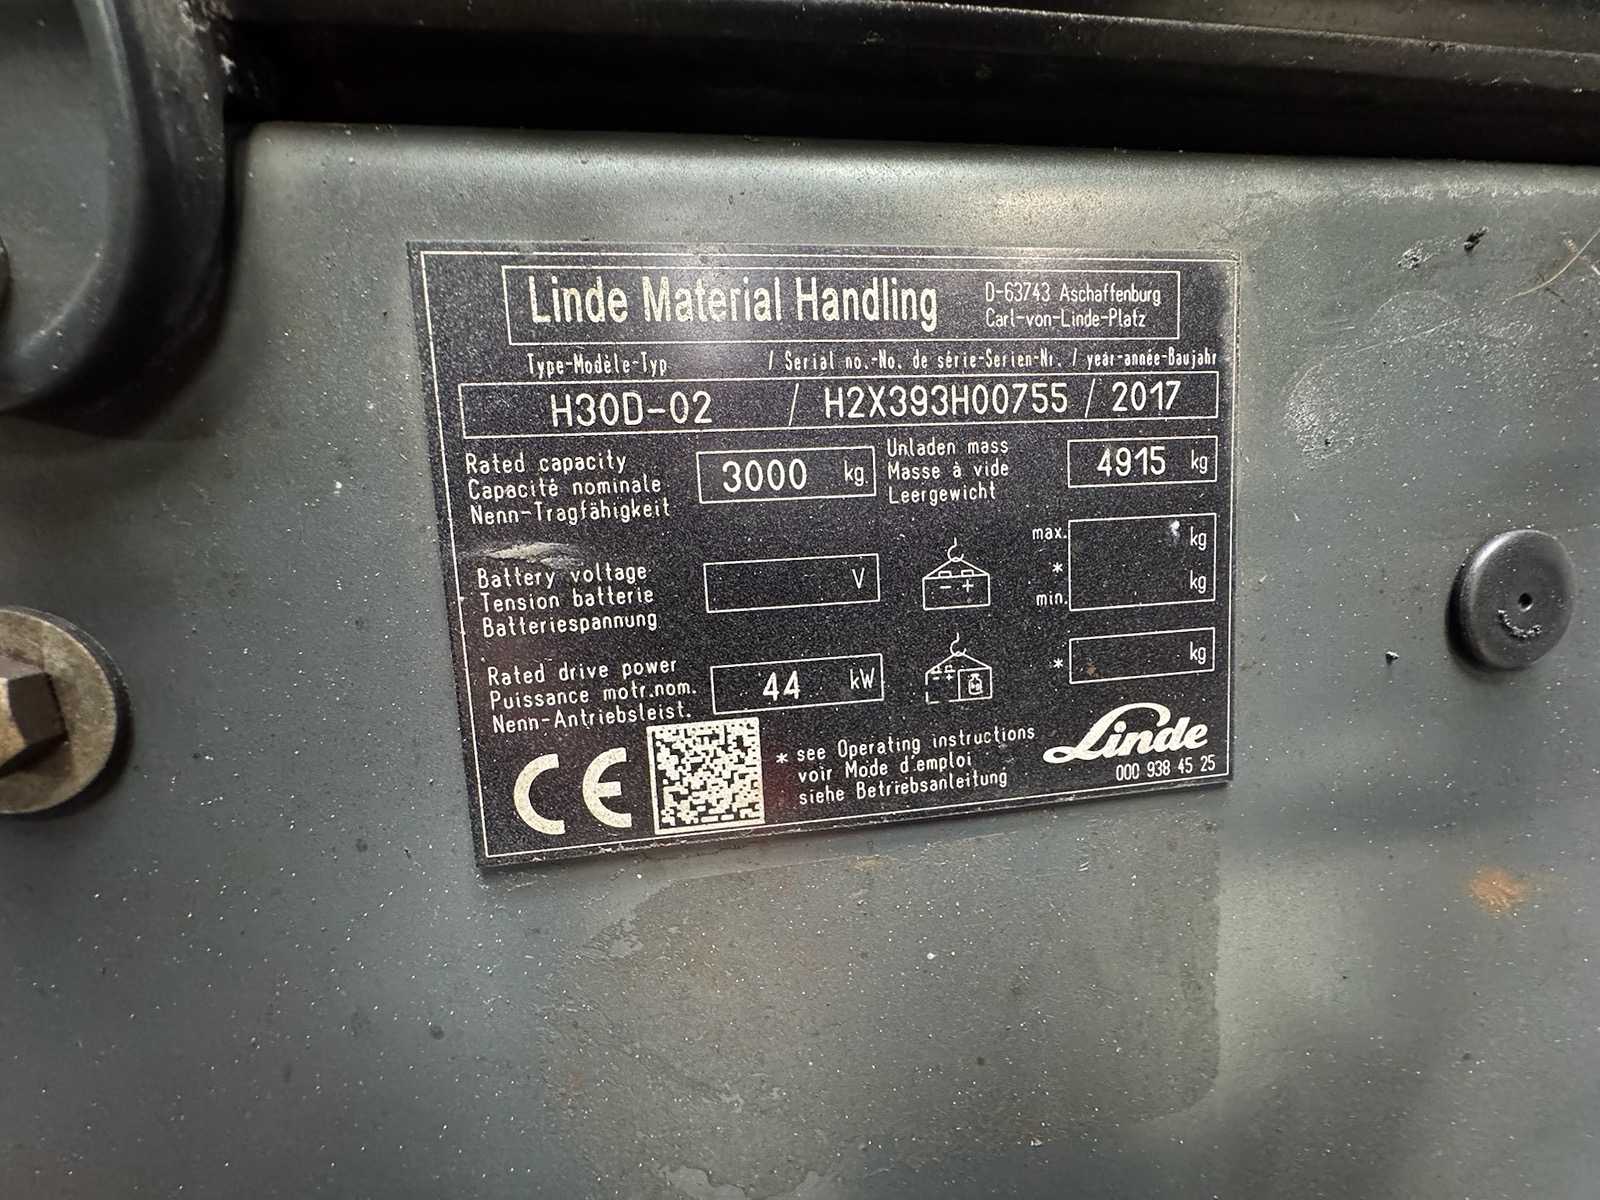 Linde Material Handling
D-63743 Aschaffenburg
Carl-von-Linde-Platz
Type-Modèle-Typ / Serial no.-No. de série-Serien-Nr. / year-année-Baujahr
H30D-02 / H2X393H00755 / 2017
Rated capacity
Capacité nominale
Nenn-Tragfähigkeit
3000 kg
Unladen mass
Masse à vide
Leergewicht
4915 kg
Battery voltage
Tension batterie
Batteriespannung
V
- +
max. kg
*
min. kg
Rated drive power
Puissance motr.nom.
Nenn-Antriebsleist.
44 kW
- +
kg
* kg
CE
* see Operating instructions
voir Mode d'emploi
siehe Betriebsanleitung
Linde
000 938 45 25